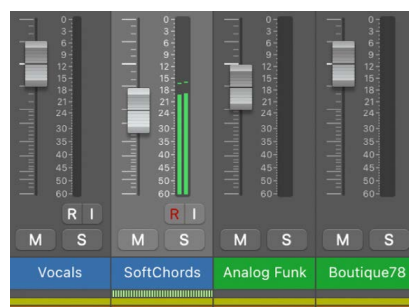 0 0 0 0
3 3 3 3
6 6 6 6
9 9 9 9
12 12 12 12
15 15 15 15
18 18 18 18
21 21 21 21
24 24 24 24
30 30 30 30
35 35 35 35
40 40 40 40
45 45 45 45
50 50 50 50
60 60 60 60
R I R I
M S M S M S M S
Vocals SoftChords Analog Funk Boutique78